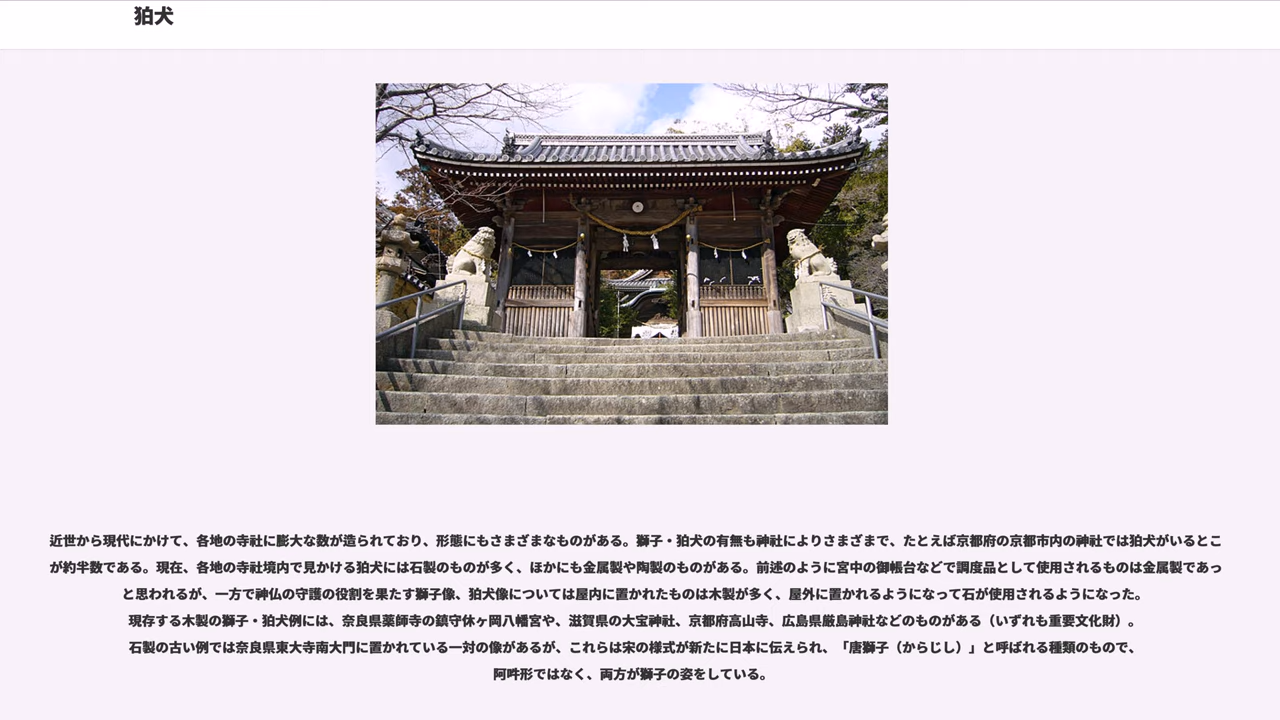 狛犬
近世から現代にかけて、各地の寺社に膨大な数が造られており、形態にもさまざまなものがある。獅子・狛犬の有無も神社によりさまざまで、たとえば京都府の京都市内の神社では狛犬がいるとこ
が約半数である。現在、各地の寺社境内で見かける狛犬には石製のものが多く、ほかにも金属製や陶製のものがある。前述のように宮中の御帳台などで調度品として使用されるものは金属製であっ
と思われるが、一方で神仏の守護の役割を果たす獅子像、狛犬像については屋内に置かれたものは木製が多く、屋外に置かれるようになって石が使用されるようになった。
現存する木製の獅子・狛犬例には、奈良県薬師寺の鎮守休ヶ岡八幡宮や、滋賀県の大宝神社、京都府高山寺、広島県厳島神社などのものがある（いずれも重要文化財）。
石製の古い例では奈良県東大寺南大門に置かれている一対の像があるが、これらは宋の様式が新たに日本に伝えられ、「唐獅子（からじし）」と呼ばれる種類のもので、
阿吽形ではなく、両方が獅子の姿をしている。